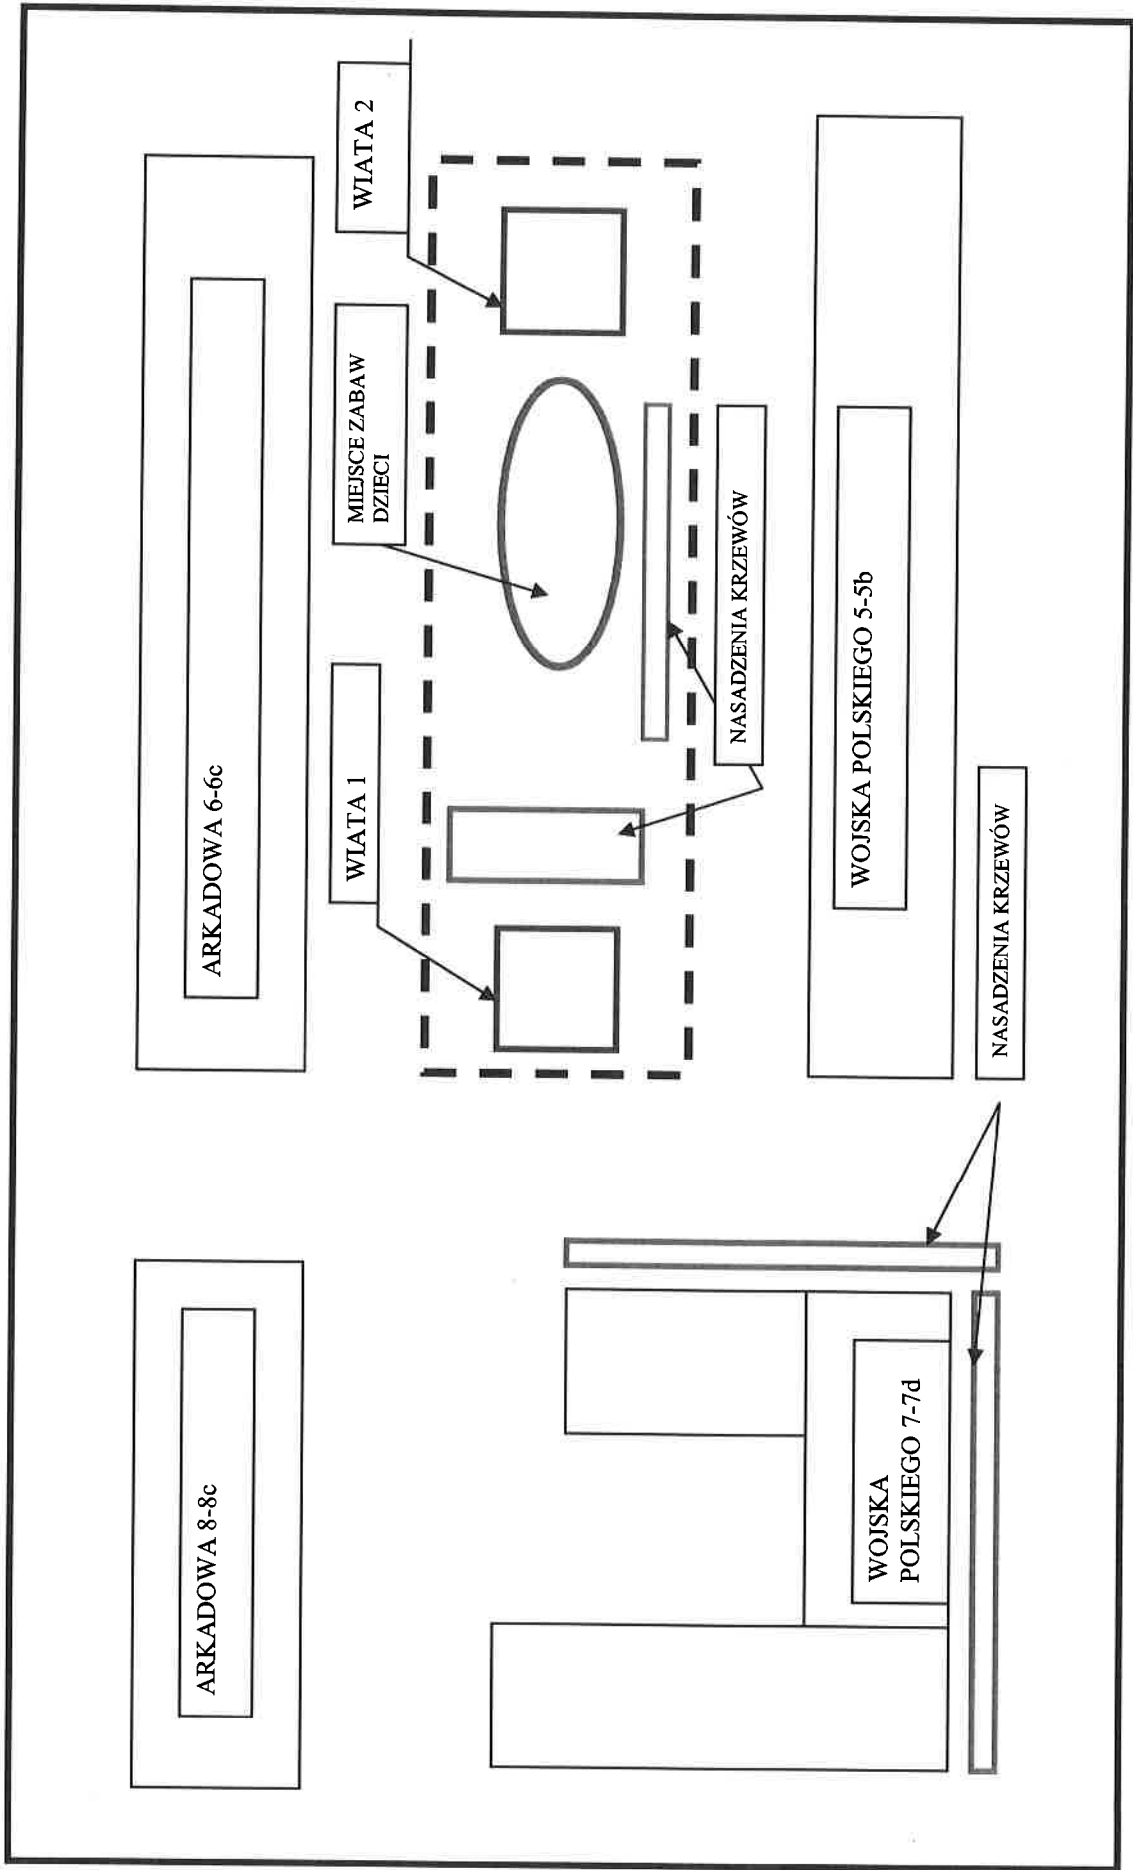 ARKADOWA 8-8c
ARKADOWA 6-6c
WIATA 1
MIEJSCE ZABAW
DZIECI
WIATA 2
NASADZENIA KRZEWÓW
WOJSKA
POLSKIEGO 7-7d
WOJSKA POLSKIEGO 5-5b
NASADZENIA KRZEWÓW